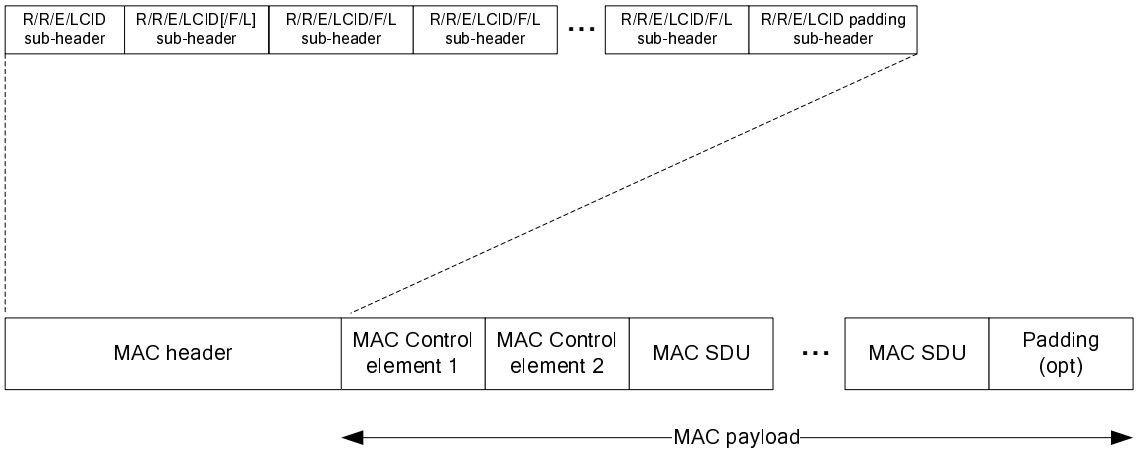 R/R/E/LCID
sub-header
R/R/E/LCID[/F/L]
sub-header
R/R/E/LCID/F/L
sub-header
R/R/E/LCID/F/L
sub-header
...
R/R/E/LCID/F/L
sub-header
R/R/E/LCID padding
sub-header
MAC header
MAC Control
element 1
MAC Control
element 2
MAC SDU
...
MAC SDU
Padding
(opt)
MAC payload